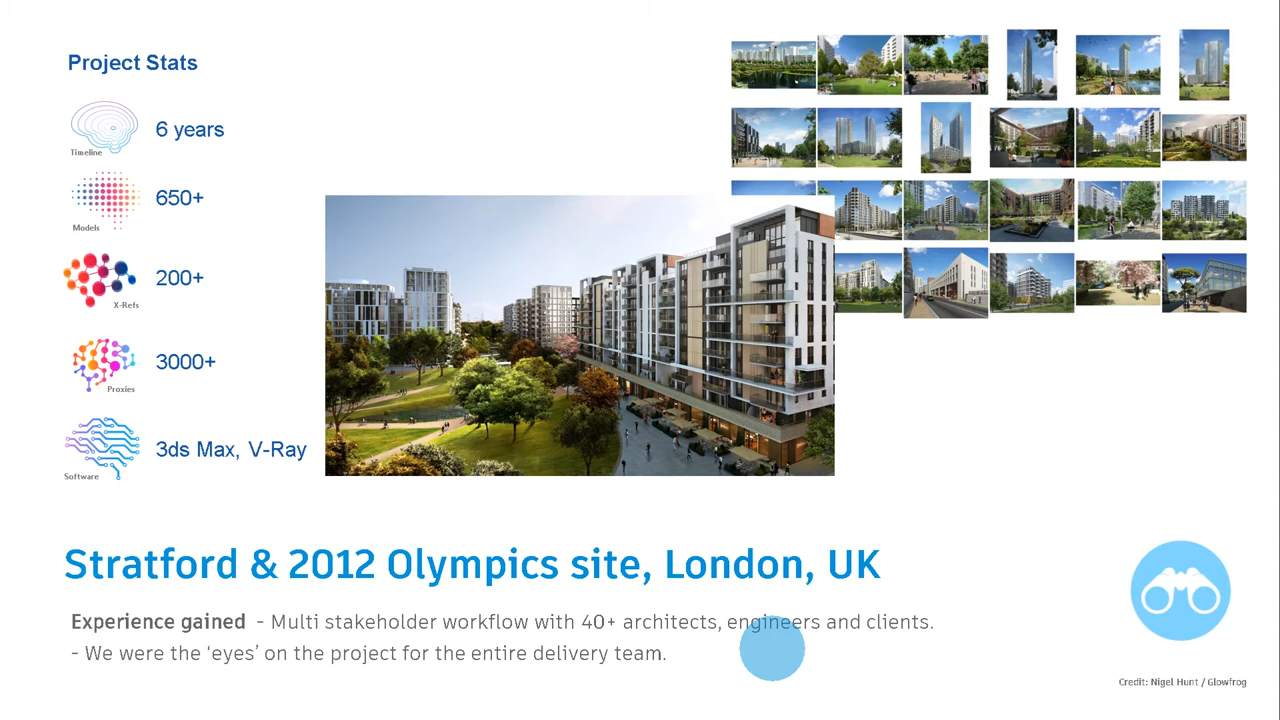 Project Stats
6 years
Timeline
650+
Models
200+
X-Refs
3000+
Proxies
3ds Max, V-Ray
Software
Stratford & 2012 Olympics site, London, UK
Experience gained - Multi stakeholder workflow with 40+ architects, engineers and clients.
- We were the ‘eyes’ on the project for the entire delivery team.
Credit: Nigel Hunt / Glowfrog